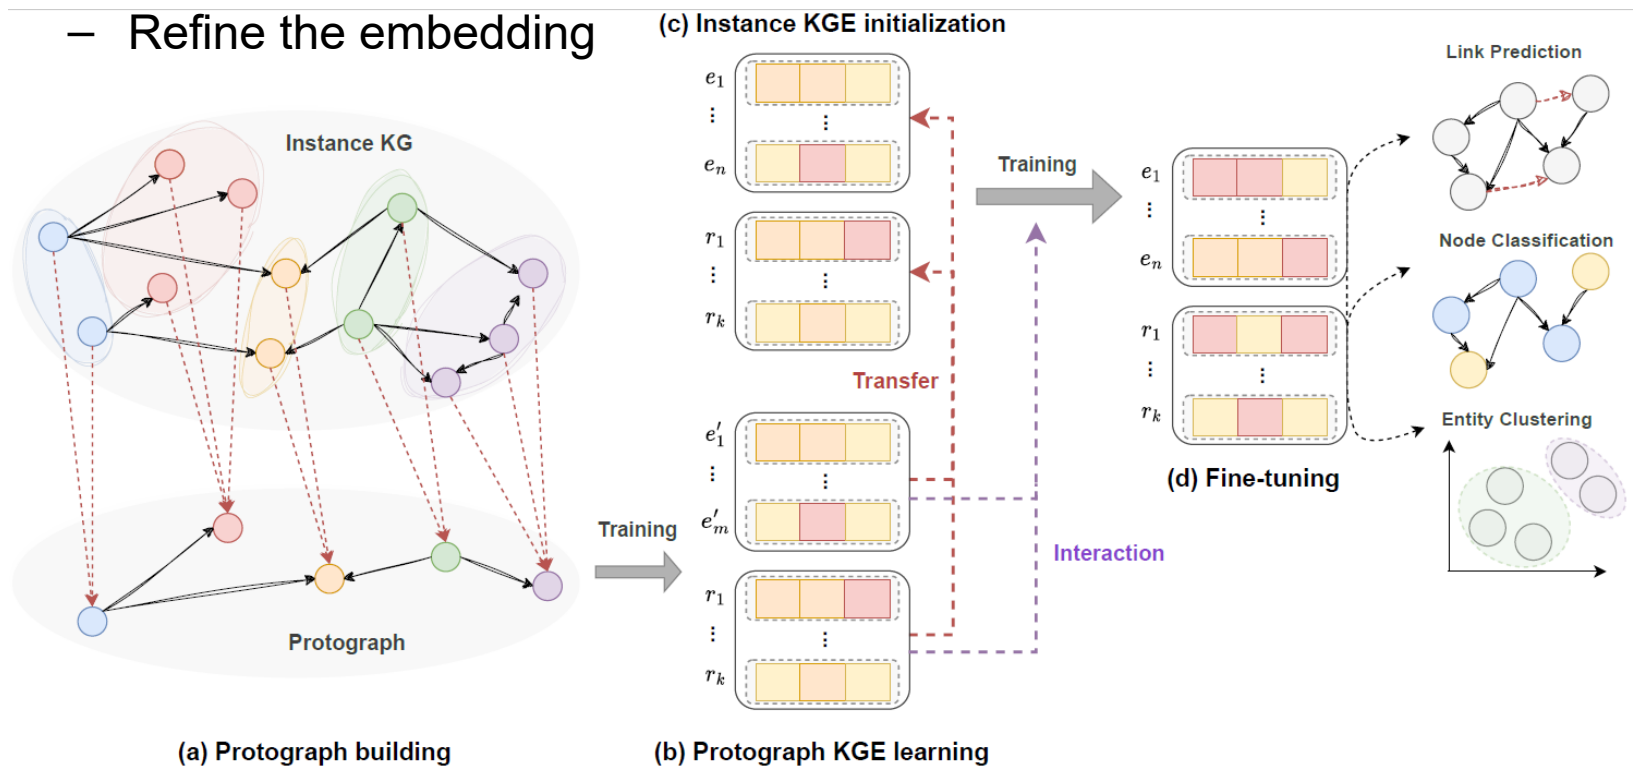 – Refine the embedding
(c) Instance KGE initialization
Instance KG
Protograph
(a) Protograph building
Training
e₁
⋮
⋮
eₙ
r₁
⋮
⋮
rₖ
Transfer
e′₁
⋮
⋮
e′ₘ
r₁
⋮
⋮
rₖ
(b) Protograph KGE learning
Training
Interaction
e₁
⋮
⋮
eₙ
r₁
⋮
⋮
rₖ
(d) Fine-tuning
Link Prediction
Node Classification
Entity Clustering